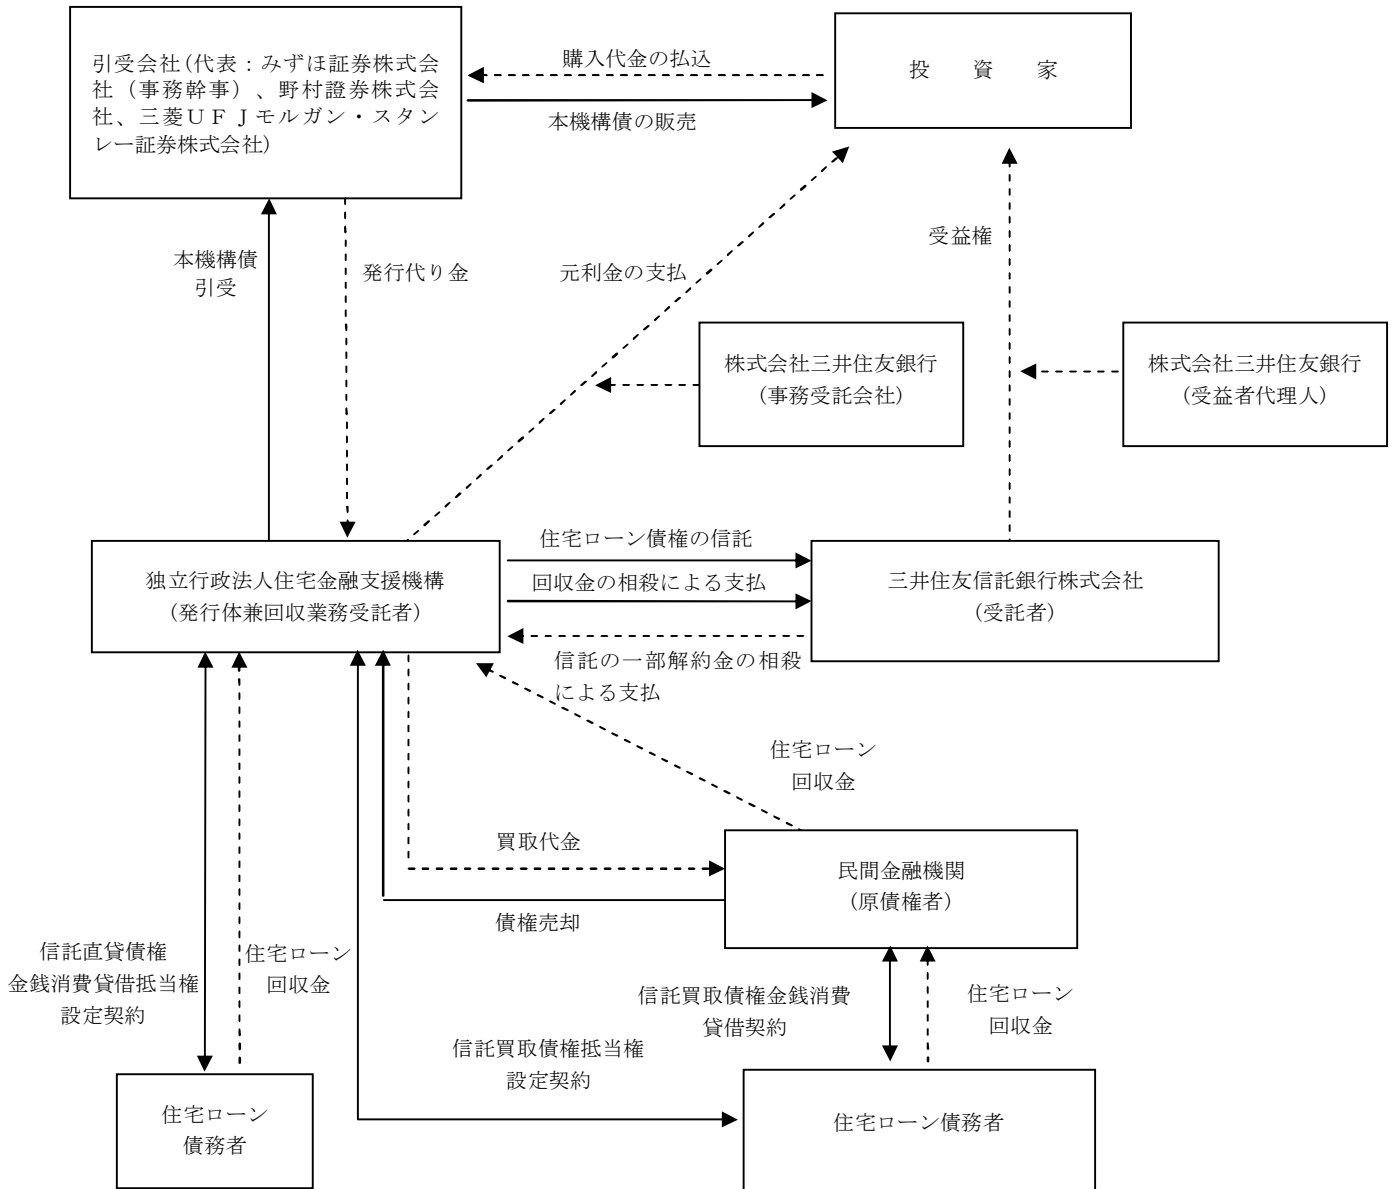 引受会社(代表：みずほ証券株式会
社（事務幹事）、野村證券株式会
社、三菱ＵＦＪモルガン・スタン
レー証券株式会社)
購入代金の払込
本機構債の販売
投　資　家
本機構債
引受
発行代り金
元利金の支払
受益権
株式会社三井住友銀行
（事務受託会社）
株式会社三井住友銀行
（受益者代理人）
独立行政法人住宅金融支援機構
（発行体兼回収業務受託者）
住宅ローン債権の信託
回収金の相殺による支払
信託の一部解約金の相殺
による支払
三井住友信託銀行株式会社
（受託者）
住宅ローン
回収金
買取代金
債権売却
民間金融機関
（原債権者）
信託直貸債権
金銭消費貸借抵当権
設定契約
住宅ローン
回収金
信託買取債権金銭消費
貸借契約
住宅ローン
回収金
信託買取債権抵当権
設定契約
住宅ローン
債務者
住宅ローン債務者